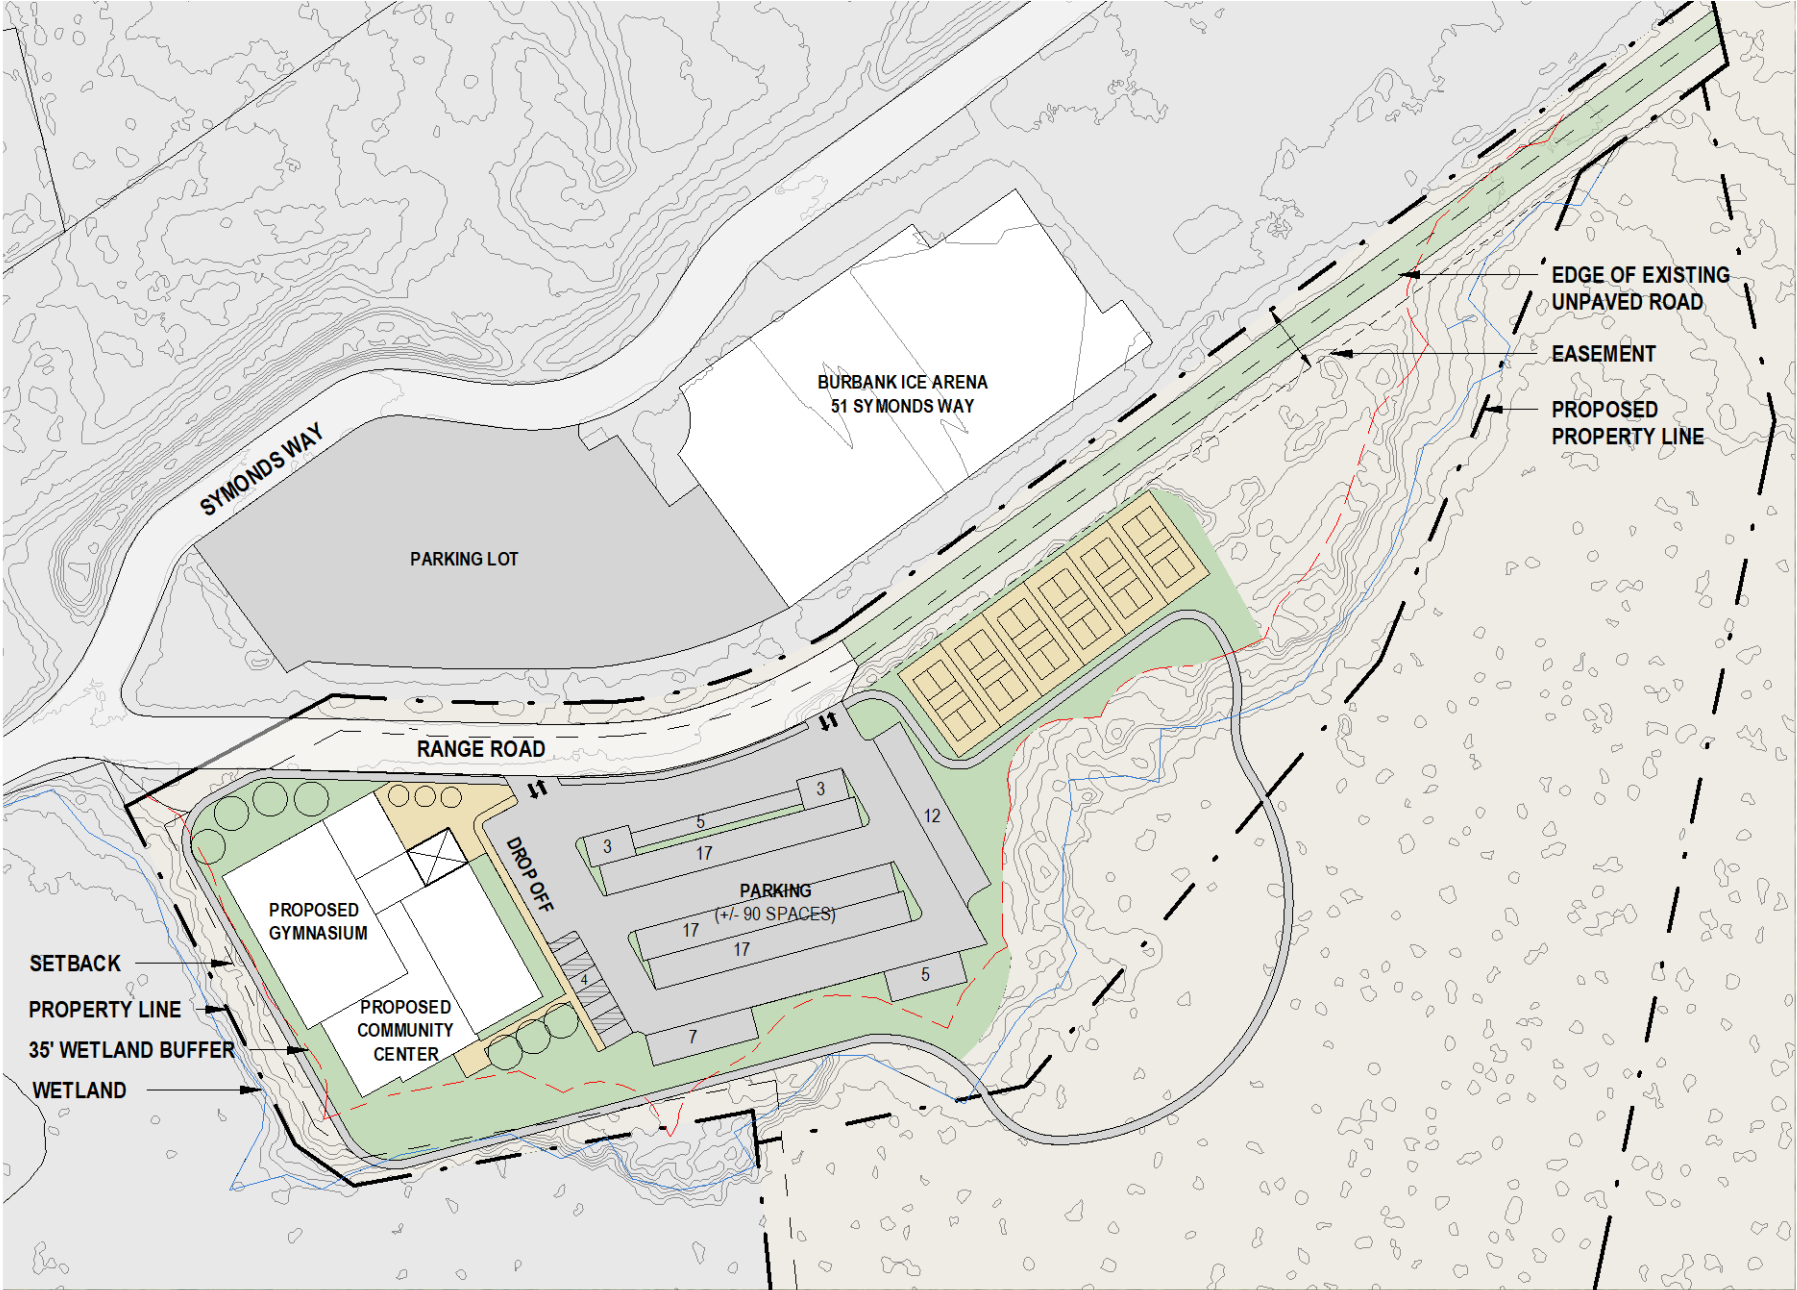 EDGE OF EXISTING
UNPAVED ROAD
EASEMENT
PROPOSED
PROPERTY LINE
BURBANK ICE ARENA
51 SYMONDS WAY
SYMONDS WAY
PARKING LOT
RANGE ROAD
3
5
3
17
12
DROP OFF
PARKING
(+/- 90 SPACES)
17
17
5
4
7
PROPOSED
GYMNASIUM
PROPOSED
COMMUNITY
CENTER
SETBACK
PROPERTY LINE
35' WETLAND BUFFER
WETLAND